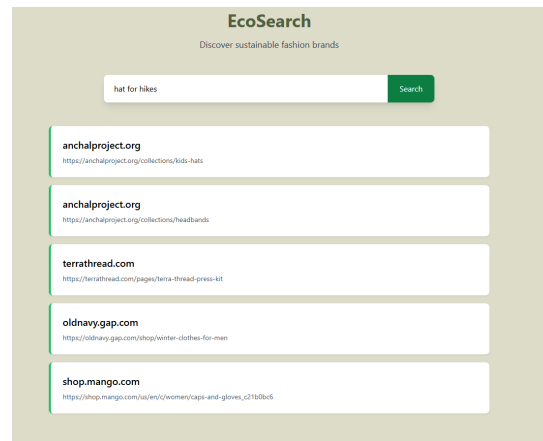 EcoSearch
Discover sustainable fashion brands
hat for hikes
Search
anchalproject.org
https://anchalproject.org/collections/kids-hats
anchalproject.org
https://anchalproject.org/collections/headbands
terrathread.com
https://terrathread.com/pages/terra-thread-press-kit
oldnavy.gap.com
https://oldnavy.gap.com/shop/winter-clothes-for-men
shop.mango.com
https://shop.mango.com/us/en/c/women/caps-and-gloves_c21b0bc6